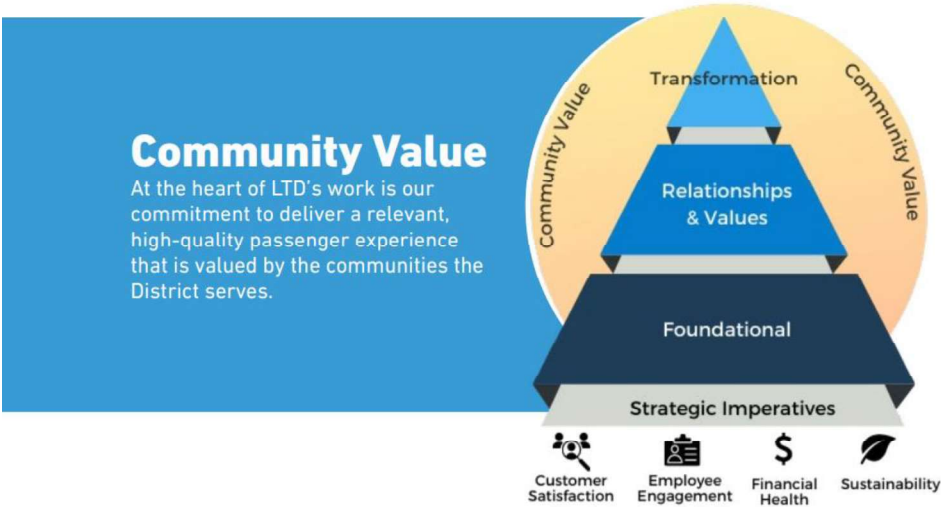 Community Value
At the heart of LTD's work is our
commitment to deliver a relevant,
high-quality passenger experience
that is valued by the communities the
District serves.
Community Value
Community Value
Transformation
Relationships
& Values
Foundational
Strategic Imperatives
Customer
Satisfaction
Employee
Engagement
Financial
Health
Sustainability